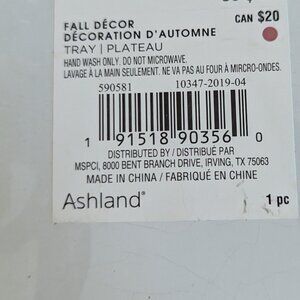 CAN $20
FALL DÉCOR
DÉCORATION D'AUTOMNE
TRAY | PLATEAU
HAND WASH ONLY. DO NOT MICROWAVE.
LAVAGE À LA MAIN SEULEMENT. NE VA PAS AU FOUR À MIRCRO-ONDES.
590581 10347-2019-04
1 91518 90356 0
DISTRIBUTED BY / DISTRIBUÉ PAR
MSPCI, 8000 BENT BRANCH DRIVE, IRVING, TX 75063
MADE IN CHINA / FABRIQUÉ EN CHINE
Ashland®
1 pc